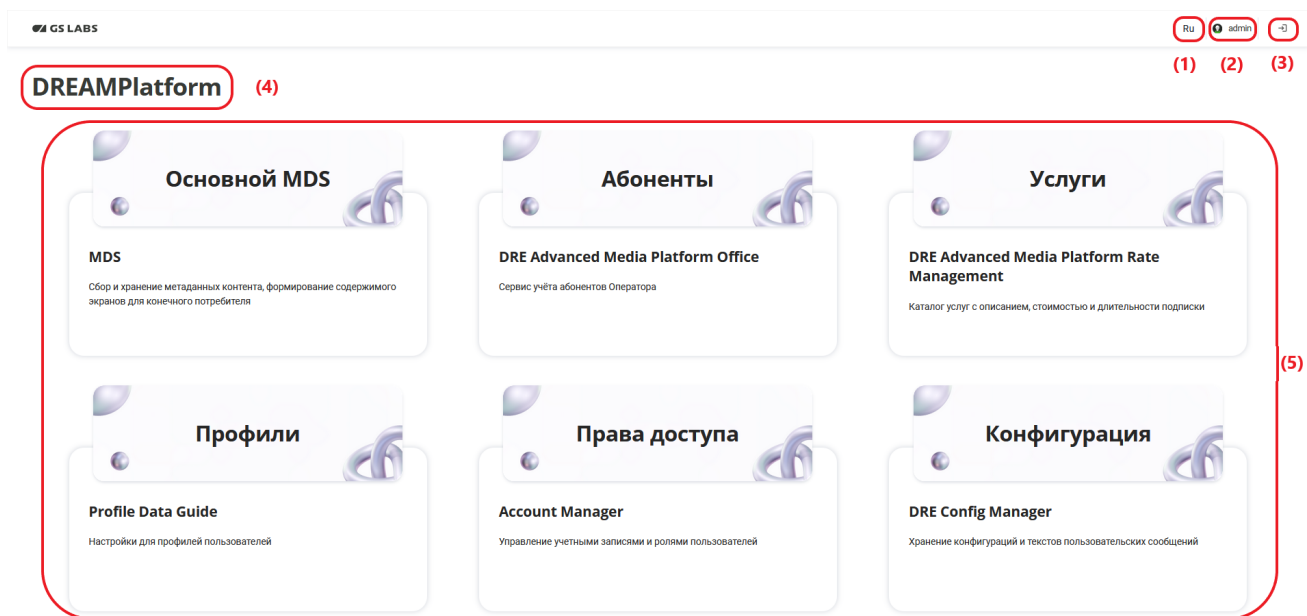 GS LABS
Ru admin
(1) (2) (3)
DREAMPlatform (4)
Основной MDS
MDS
Сбор и хранение метаданных контента, формирование содержимого
экранов для конечного потребителя
Абоненты
DRE Advanced Media Platform Office
Сервис учёта абонентов Оператора
Услуги
DRE Advanced Media Platform Rate
Management
Каталог услуг с описанием, стоимостью и длительности подписки
(5)
Профили
Profile Data Guide
Настройки для профилей пользователей
Права доступа
Account Manager
Управление учетными записями и ролями пользователей
Конфигурация
DRE Config Manager
Хранение конфигураций и текстов пользовательских сообщений